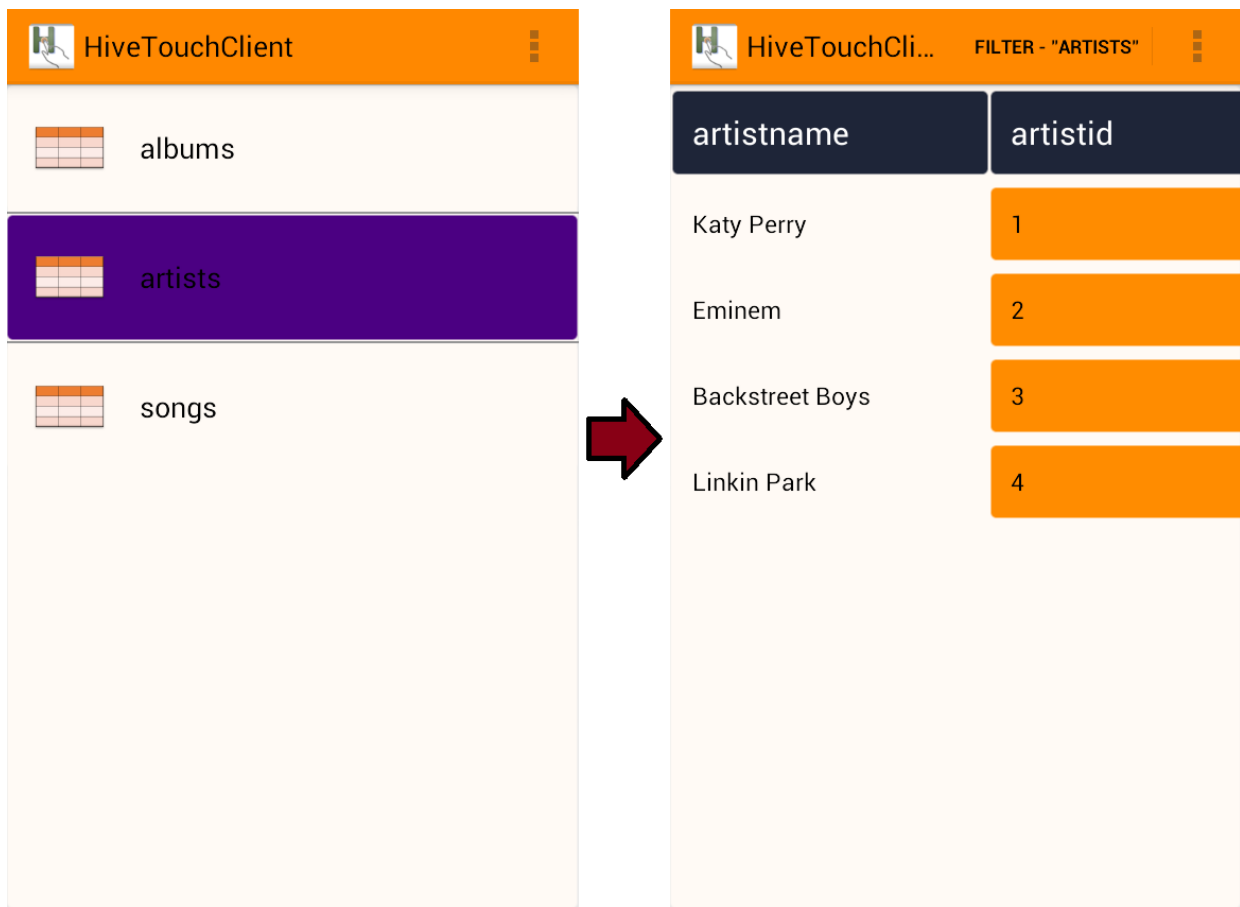 HiveTouchClient
albums
artists
songs
HiveTouchCli... FILTER - "ARTISTS"
artistname artistid
Katy Perry 1
Eminem 2
Backstreet Boys 3
Linkin Park 4